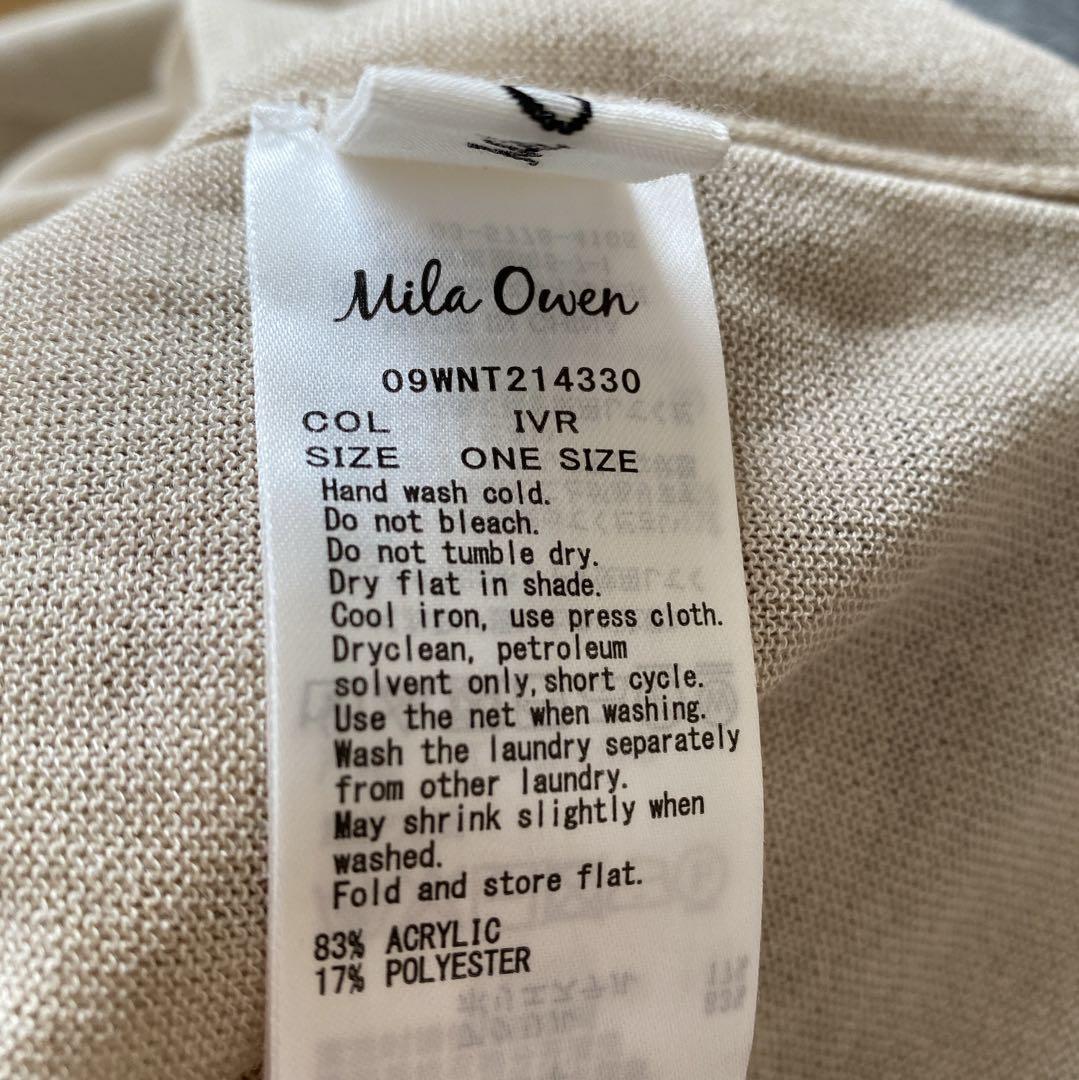 Mila Owen
09WNT214330
COL IVR
SIZE ONE SIZE
Hand wash cold.
Do not bleach.
Do not tumble dry.
Dry flat in shade.
Cool iron, use press cloth.
Dryclean, petroleum
solvent only, short cycle.
Use the net when washing.
Wash the laundry separately
from other laundry.
May shrink slightly when
washed.
Fold and store flat.
83% ACRYLIC
17% POLYESTER